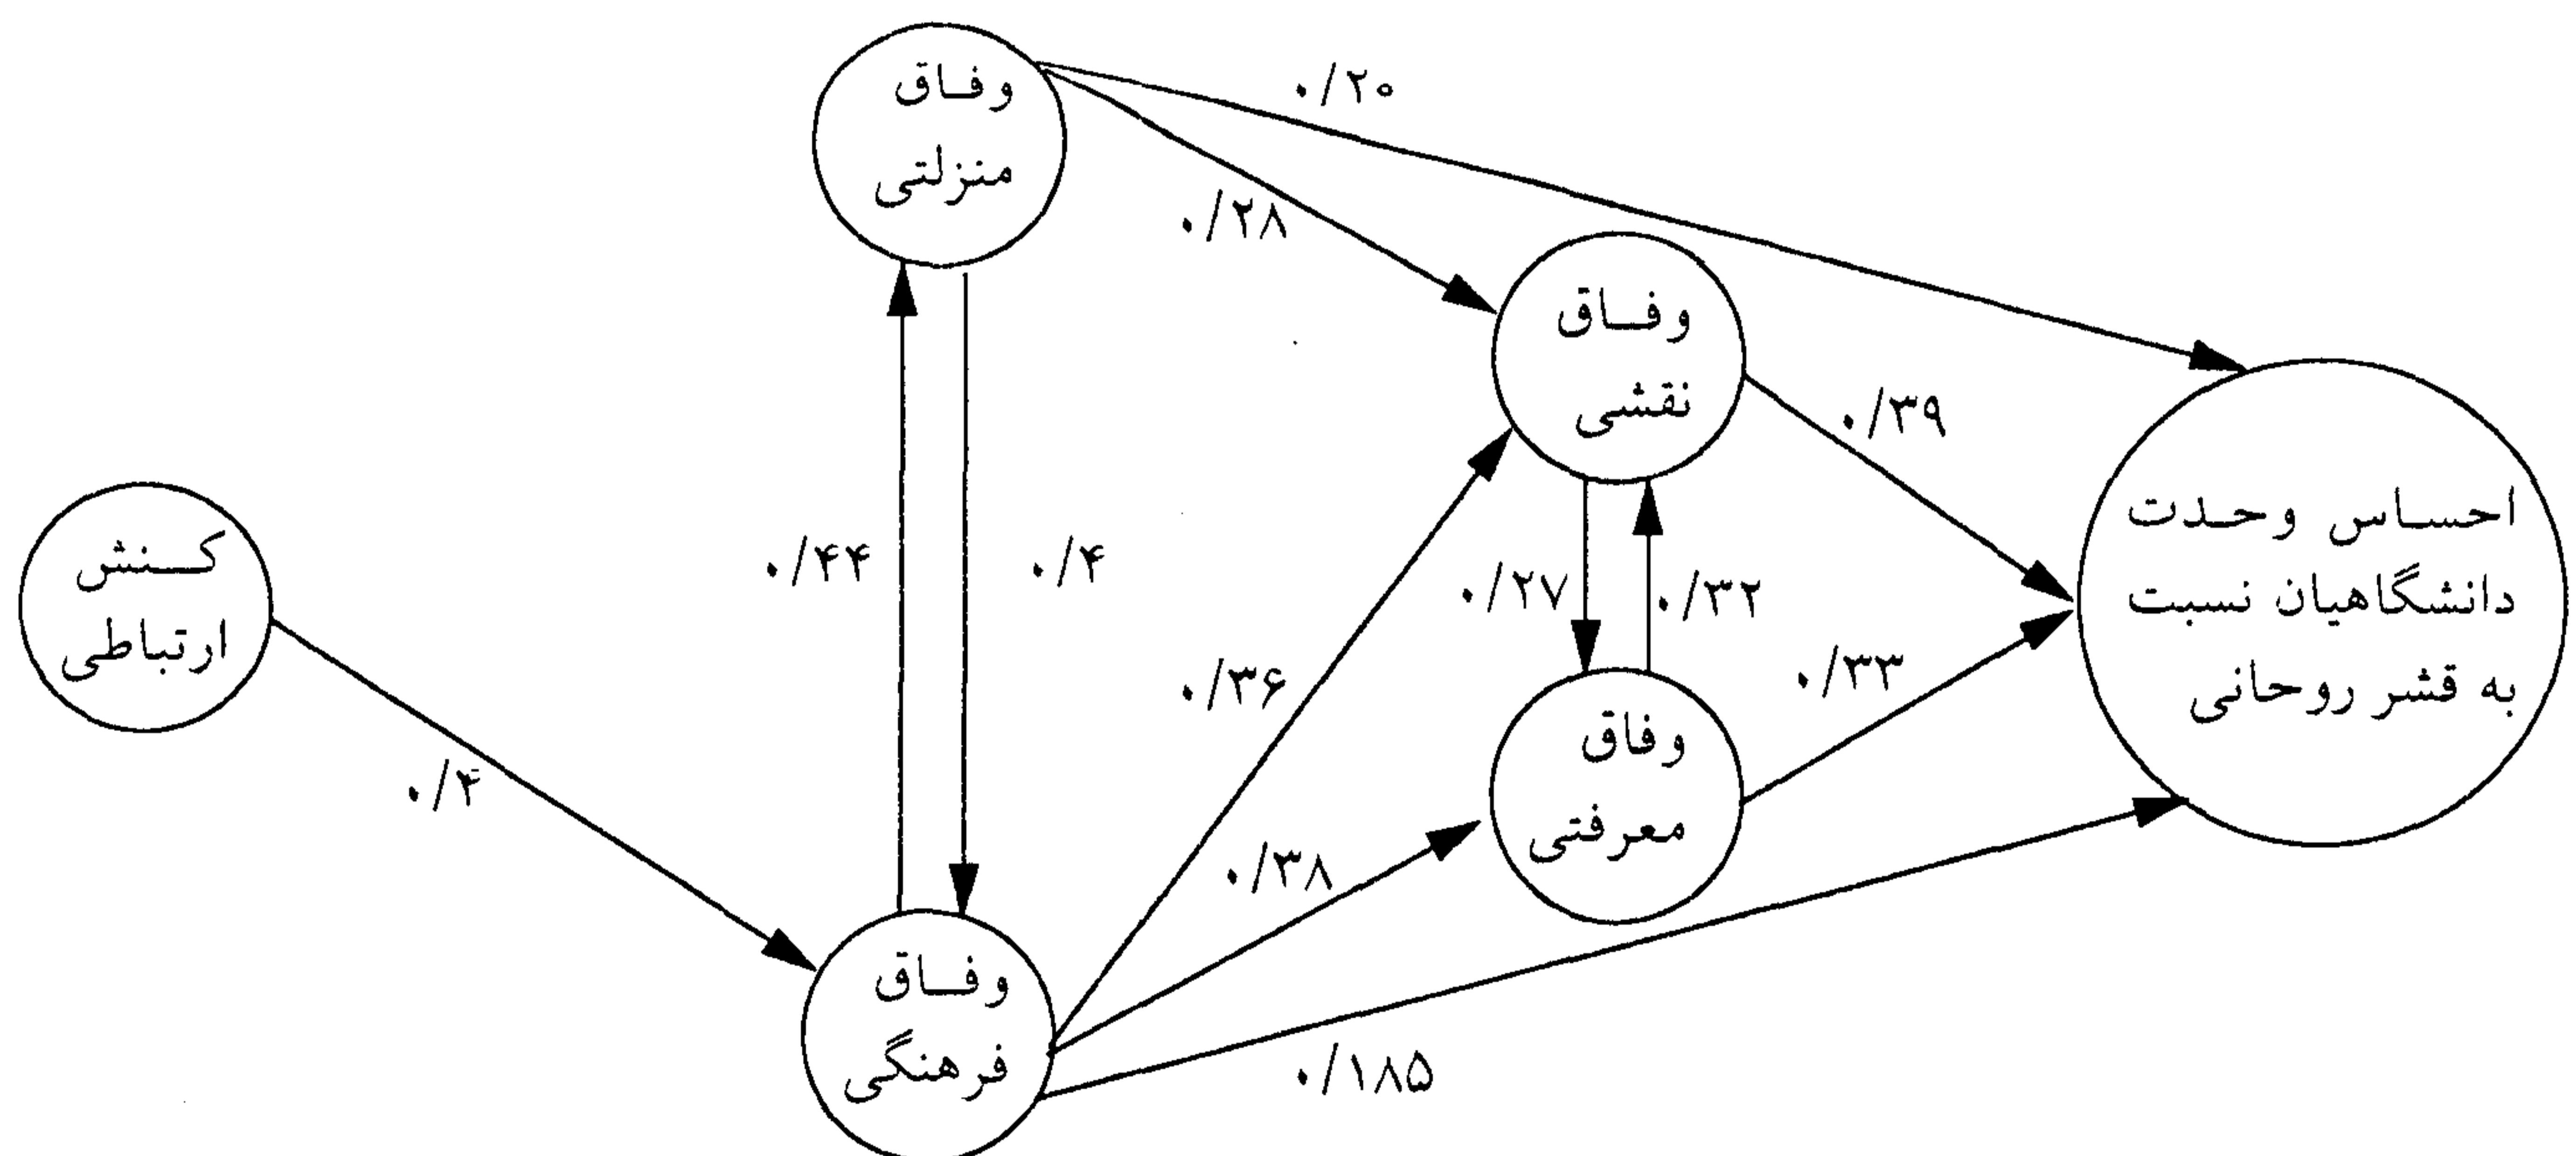 وفاق
منزلتی
۰/۲۰
۰/۲۸
وفاق
نقشی
۰/۳۹
احساس وحدت
دانشگاهیان نسبت
به قشر روحانی
کنش
ارتباطی
۰/۴۴
۰/۴
۰/۲۷
۰/۳۲
۰/۳۶
۰/۳۳
وفاق
معرفتی
۰/۴
۰/۳۸
وفاق
فرهنگی
۰/۱۸۵